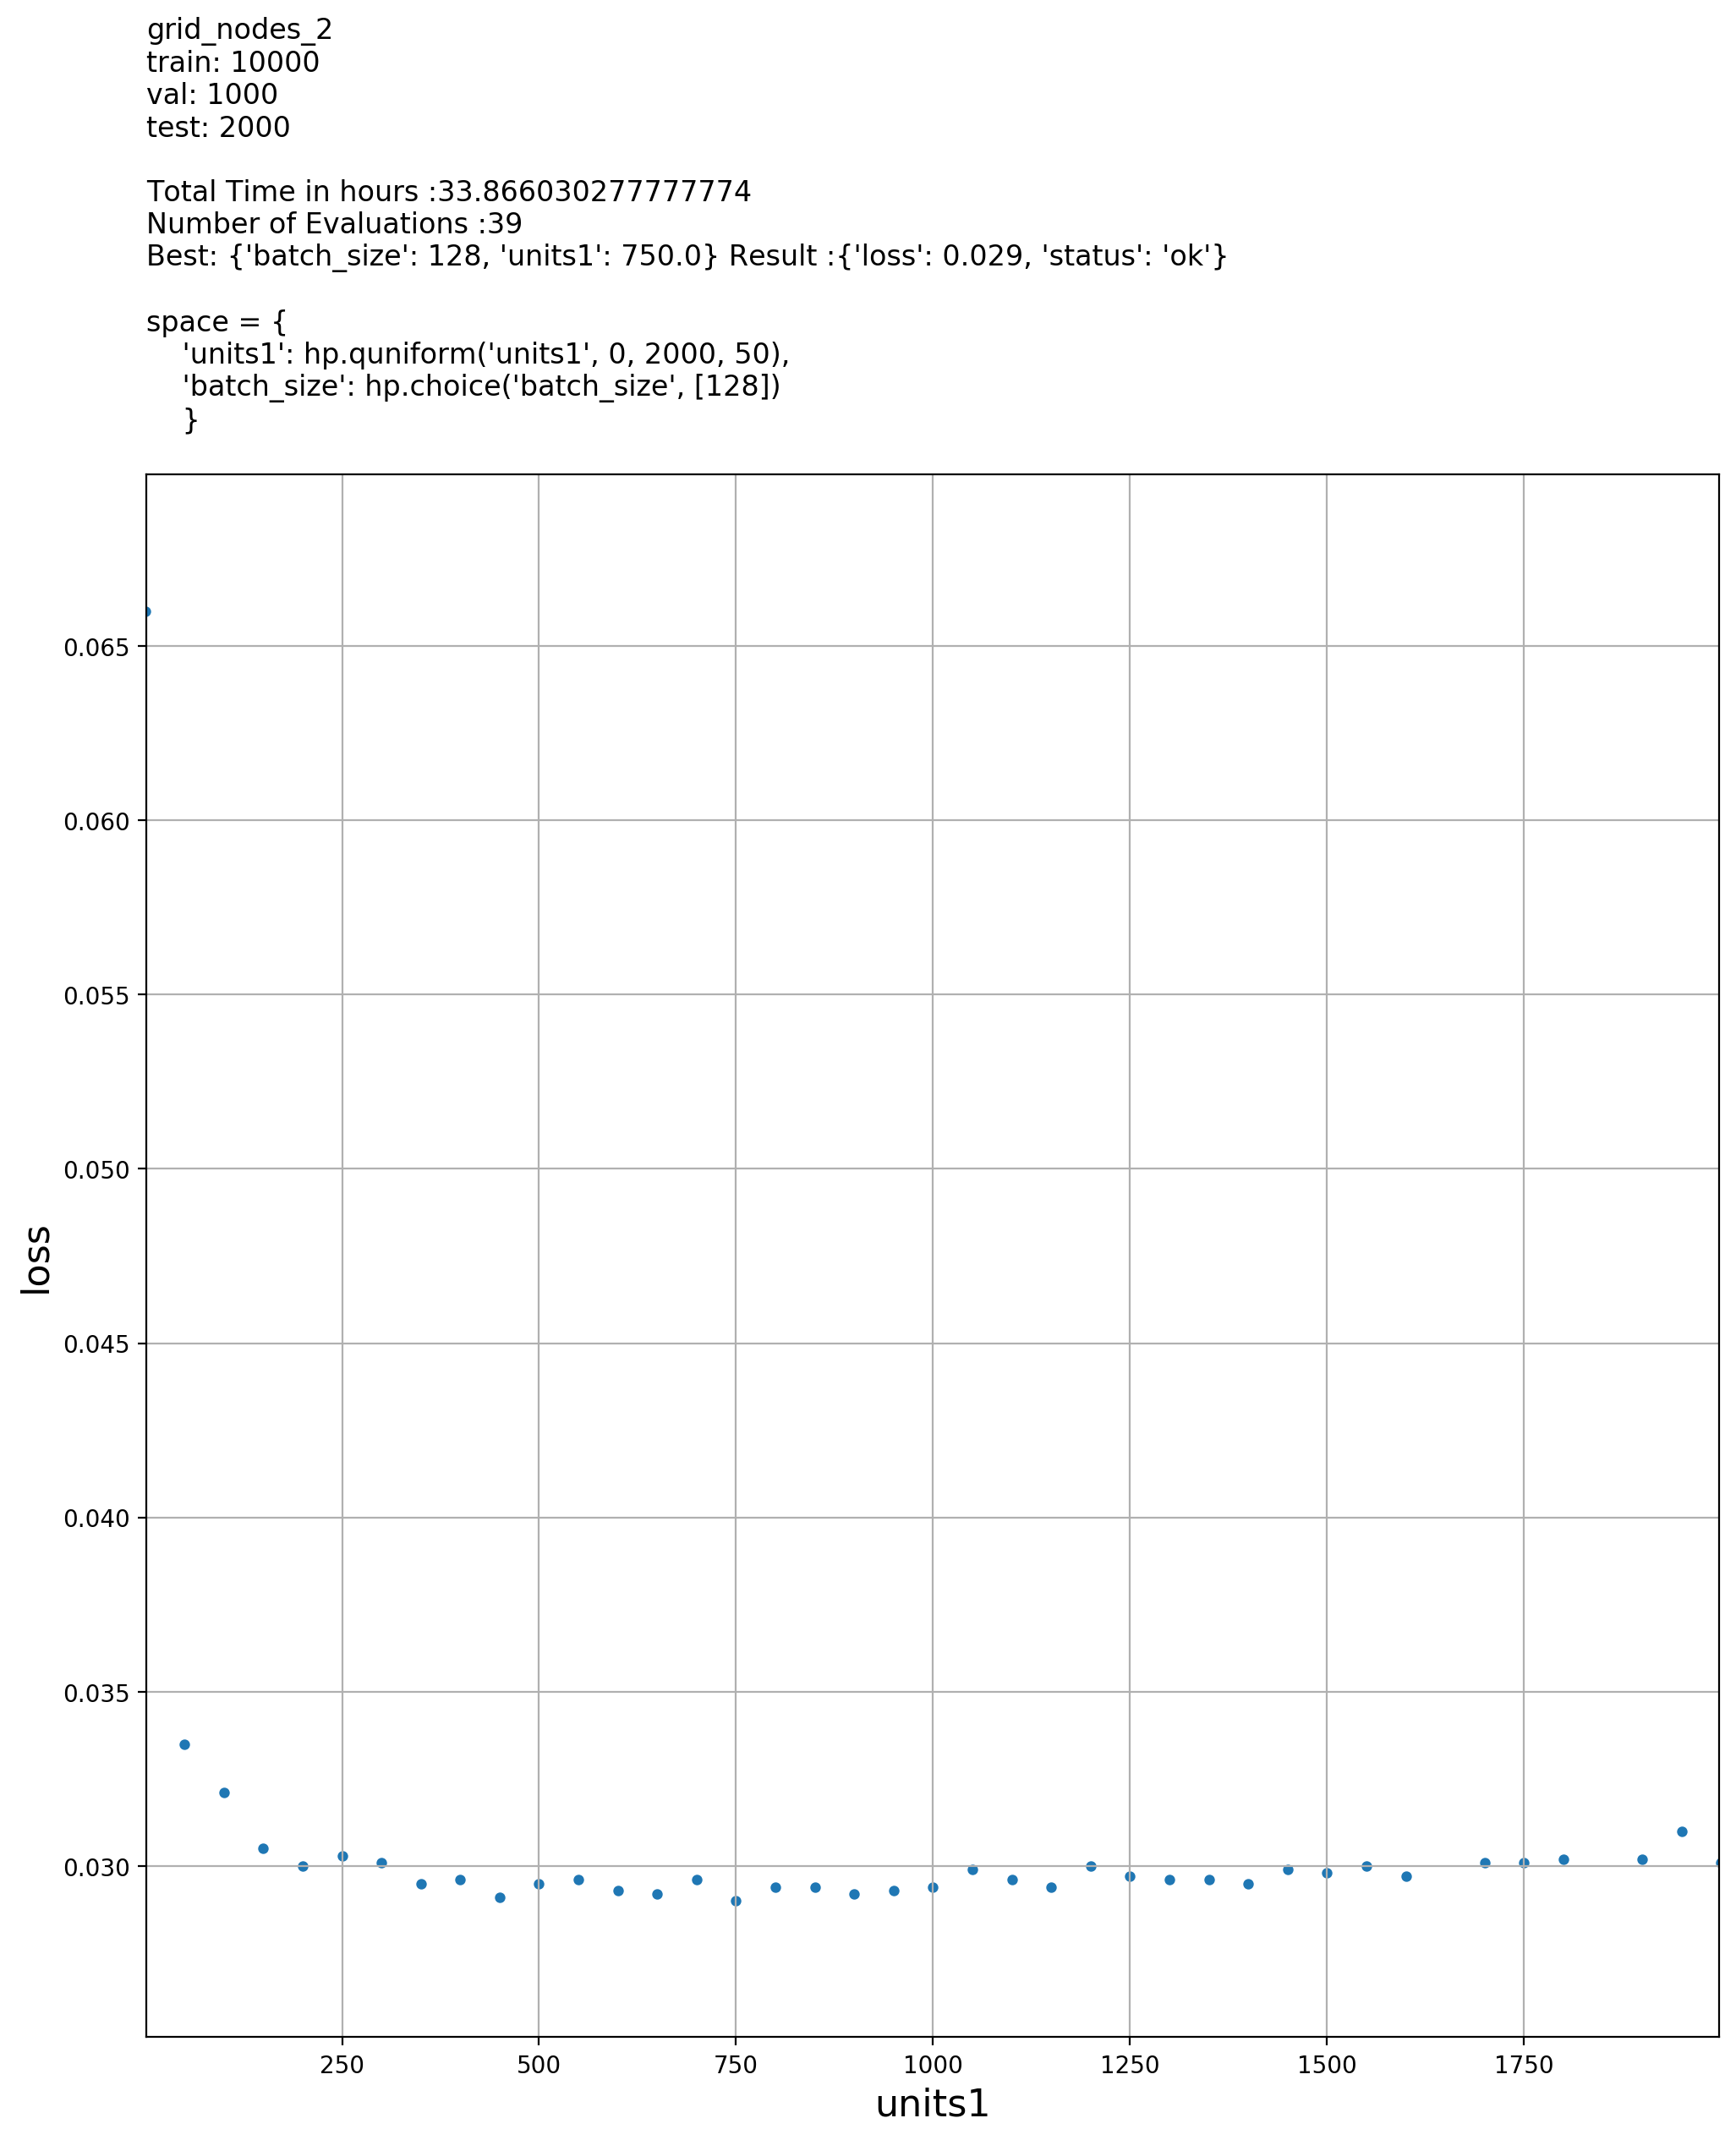 grid_nodes_2
train: 10000
val: 1000
test: 2000
Total Time in hours :33.866030277777774
Number of Evaluations :39
Best: {'batch_size': 128, 'units1': 750.0} Result :{'loss': 0.029, 'status': 'ok'}
space = {
'units1': hp.quniform('units1', 0, 2000, 50),
'batch_size': hp.choice('batch_size', [128])
}
0.065
0.060
0.055
0.050
0.045
0.040
0.035
0.030
loss
250 500 750 1000 1250 1500 1750
units1